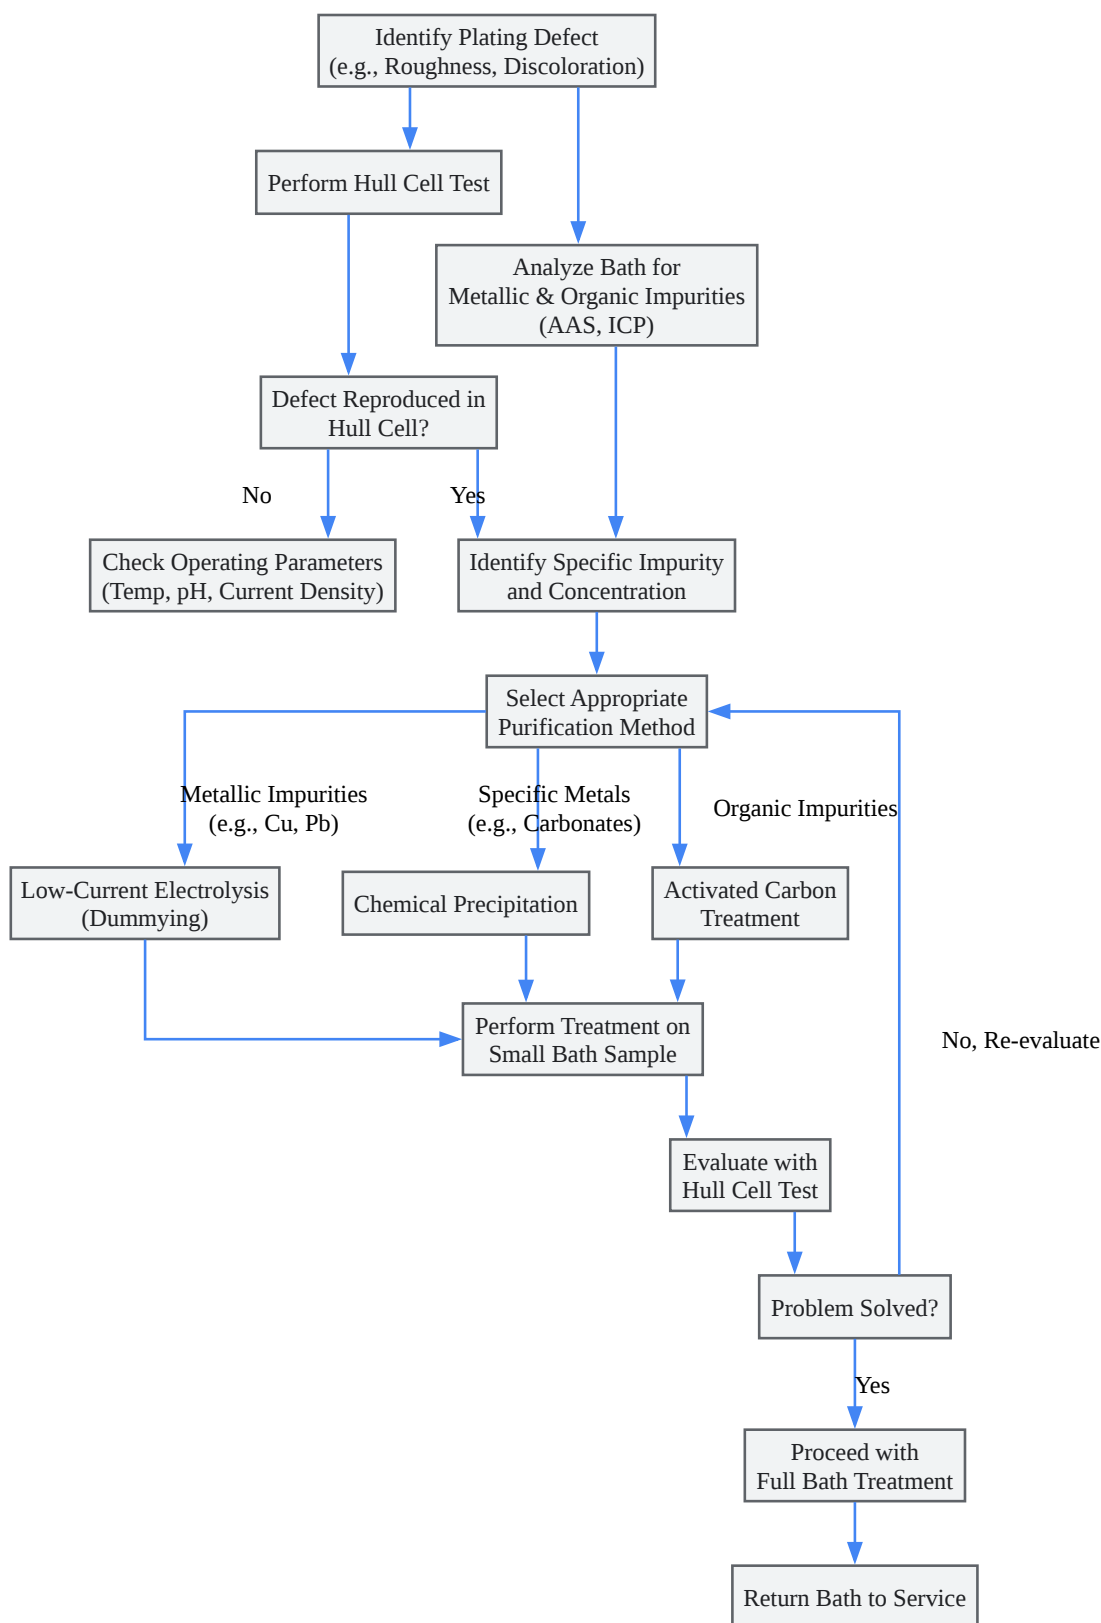 Identify Plating Defect
(e.g., Roughness, Discoloration)
Perform Hull Cell Test
Analyze Bath for
Metallic & Organic Impurities
(AAS, ICP)
Defect Reproduced in
Hull Cell?
No
Yes
Check Operating Parameters
(Temp, pH, Current Density)
Identify Specific Impurity
and Concentration
Select Appropriate
Purification Method
Metallic Impurities
(e.g., Cu, Pb)
Specific Metals
(e.g., Carbonates)
Organic Impurities
Low-Current Electrolysis
(Dummying)
Chemical Precipitation
Activated Carbon
Treatment
Perform Treatment on
Small Bath Sample
No, Re-evaluate
Evaluate with
Hull Cell Test
Problem Solved?
Yes
Proceed with
Full Bath Treatment
Return Bath to Service